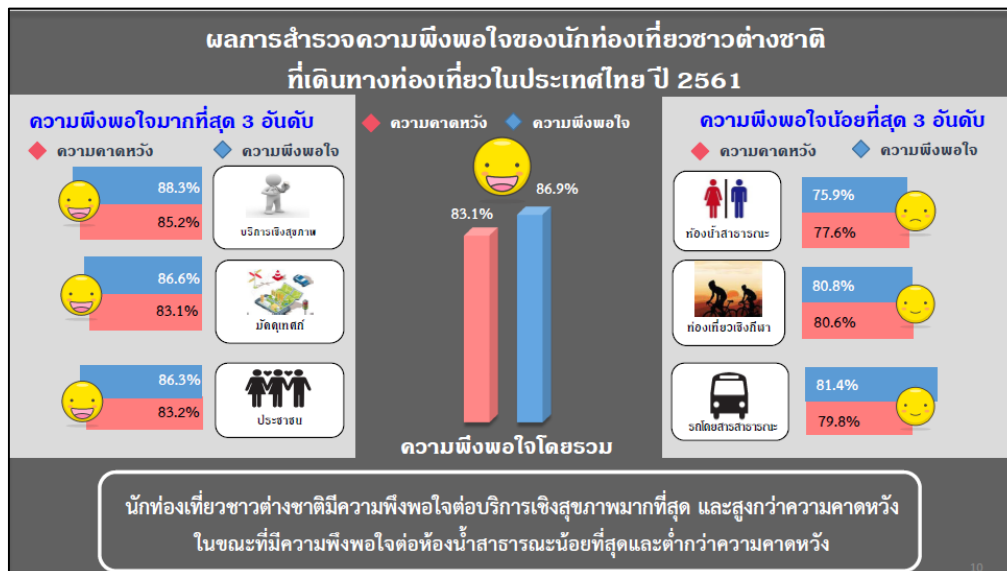 ผลการสำรวจความพึงพอใจของนักท่องเที่ยวชาวต่างชาติ
ที่เดินทางท่องเที่ยวในประเทศไทย ปี 2561
ความพึงพอใจมากที่สุด 3 อันดับ
ความคาดหวัง ความพึงพอใจ
88.3%
85.2%
บริการเชิงสุขภาพ
86.6%
83.1%
มัคคุเทศก์
86.3%
83.2%
ประชาชน
ความคาดหวัง ความพึงพอใจ
86.9%
83.1%
ความพึงพอใจโดยรวม
ความพึงพอใจน้อยที่สุด 3 อันดับ
ความคาดหวัง ความพึงพอใจ
75.9%
77.6%
ห้องน้ำสาธารณะ
80.8%
80.6%
ท่องเที่ยวเชิงกีฬา
81.4%
79.8%
รถโดยสารสาธารณะ
นักท่องเที่ยวชาวต่างชาติมีความพึงพอใจต่อบริการเชิงสุขภาพมากที่สุด และสูงกว่าความคาดหวัง
ในขณะที่มีความพึงพอใจต่อห้องน้ำสาธารณะน้อยที่สุดและต่ำกว่าความคาดหวัง
10